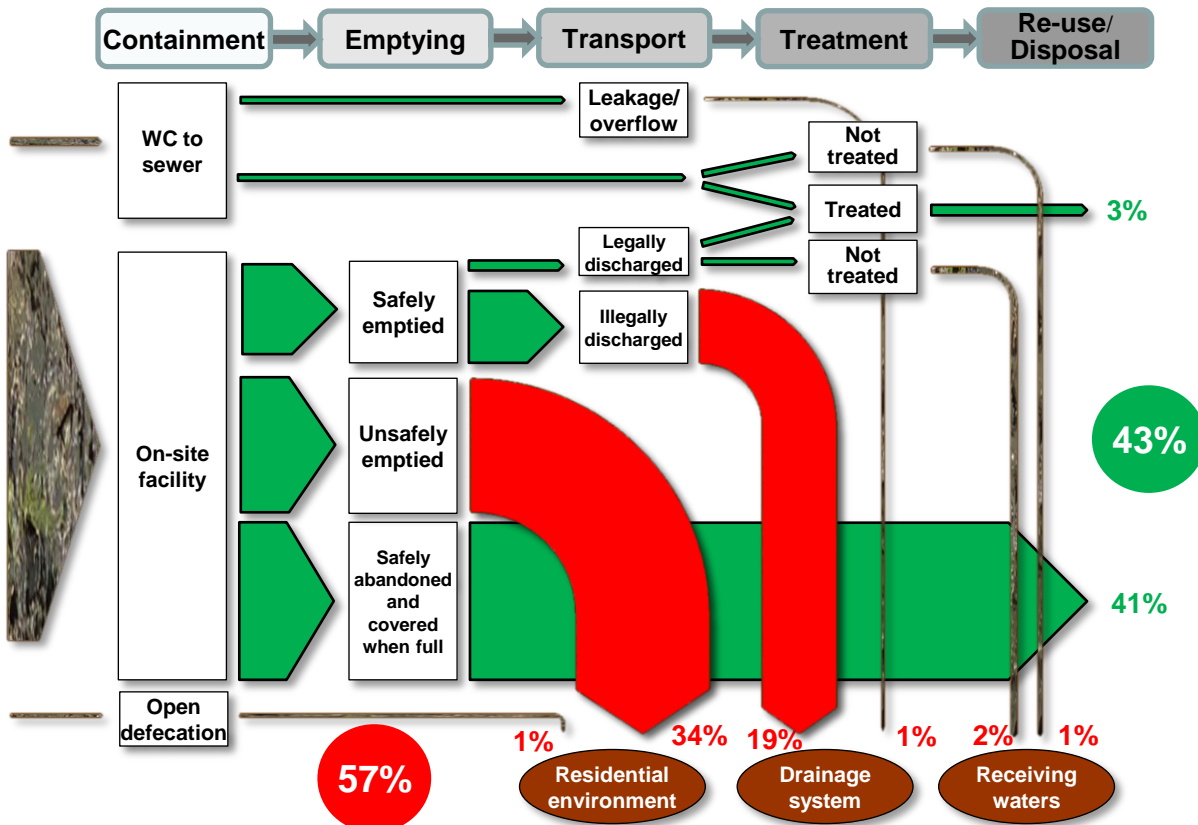 Containment
Emptying
Transport
Treatment
Re-use/
Disposal
WC to
sewer
Leakage/
overflow
Not
treated
Treated
3%
Legally
discharged
Not
treated
On-site
facility
Safely
emptied
Illegally
discharged
Unsafely
emptied
43%
Safely
abandoned
and
covered
when full
41%
Open
defecation
57%
1%
34%
19%
1%
2%
1%
Residential
environment
Drainage
system
Receiving
waters